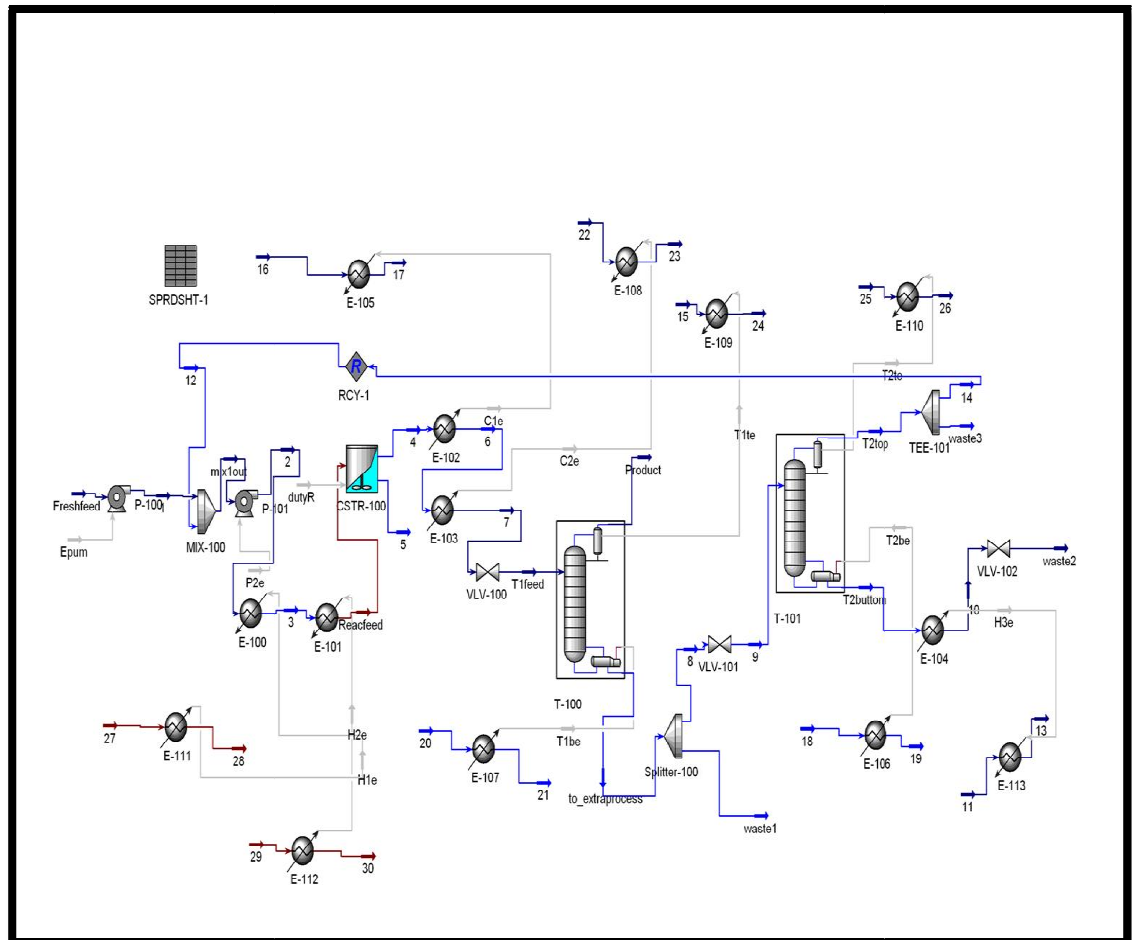 22
23
E-108
SPRDSHT-1
16
17
E-105
15
24
E-109
25
26
E-110
T2te
12
RCY-1
14
waste3
TEE-101
T2top
C1e
4
6
E-102
C2e
T1te
Product
mix1out
2
Freshfeed
P-100
1
P-101
dutyR
CSTR-100
5
E-103
7
MIX-100
Epum
P2e
VLV-100
T1feed
T2be
VLV-102
waste2
E-100
3
E-101
Reacfeed
T-101
T2buttom
10
H3e
E-104
8
VLV-101
9
T-100
27
E-111
28
H2e
H1e
20
T1be
E-107
21
Splitter-100
to_extraprocess
waste1
18
E-106
19
13
E-113
11
29
30
E-112